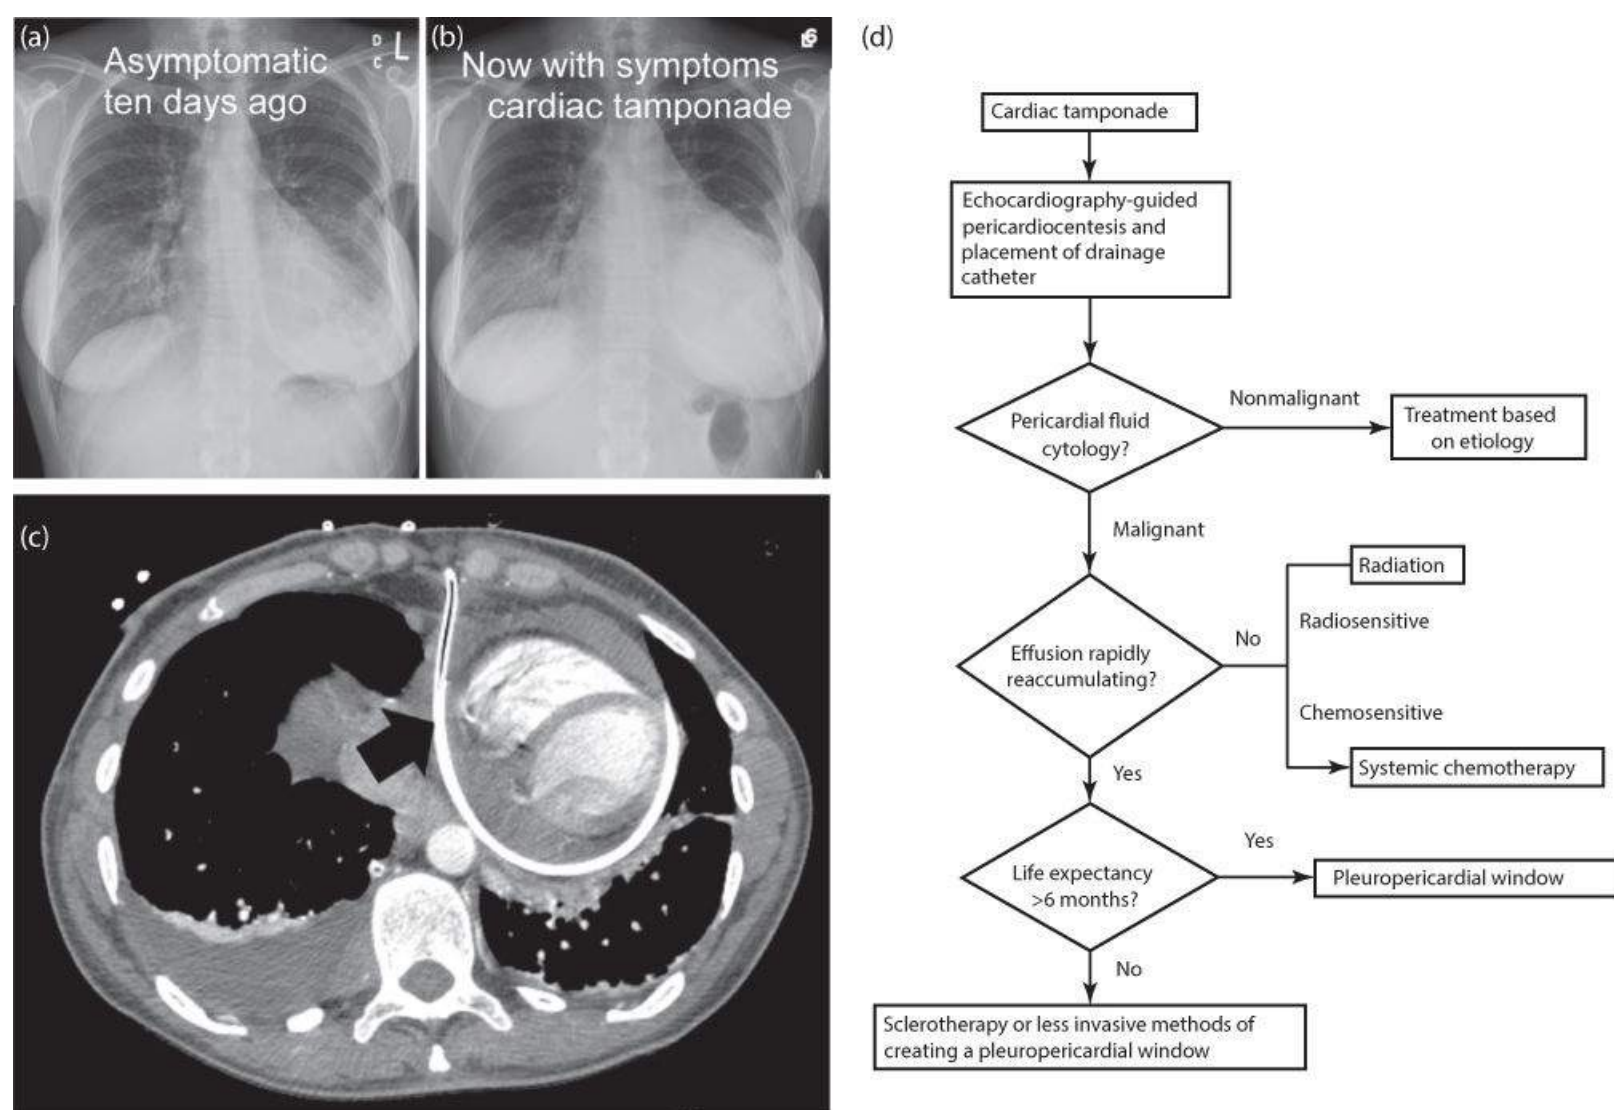 (a)
Asymptomatic
ten days ago
D
C
L
(b)
Now with symptoms
cardiac tamponade
(c)
(d)
Cardiac tamponade
Echocardiography-guided
pericardiocentesis and
placement of drainage
catheter
Pericardial fluid
cytology?
Nonmalignant
Treatment based
on etiology
Malignant
Effusion rapidly
reaccumulating?
No
Radiation
Radiosensitive
Chemosensitive
Systemic chemotherapy
Yes
Life expectancy
>6 months?
Yes
Pleuropericardial window
No
Sclerotherapy or less invasive methods of
creating a pleuropericardial window